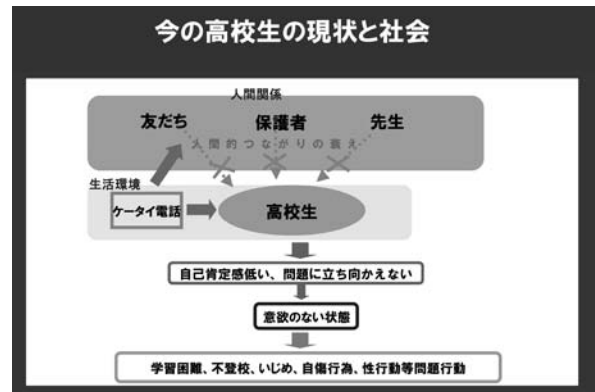 今の高校生の現状と社会
人間関係
友だち 保護者 先生
人間的つながりの衰え
生活環境
ケータイ電話
高校生
自己肯定感低い、問題に立ち向かえない
意欲のない状態
学習困難、不登校、いじめ、自傷行為、性行動等問題行動